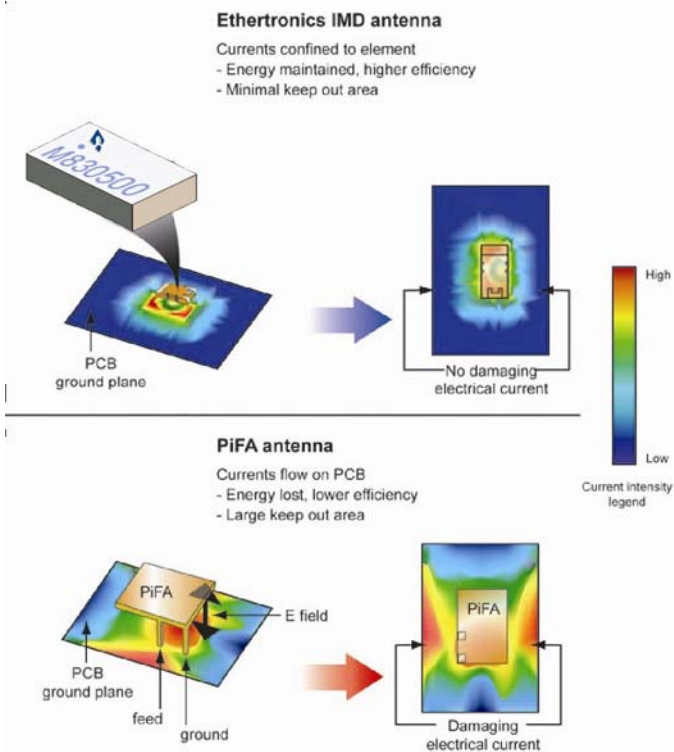 Ethertronics IMD antenna
Currents confined to element
- Energy maintained, higher efficiency
- Minimal keep out area
M830500
PCB
ground plane
No damaging
electrical current
High
Low
Current intensity
legend
PiFA antenna
Currents flow on PCB
- Energy lost, lower efficiency
- Large keep out area
PiFA
E field
PCB
ground plane
feed
ground
PiFA
Damaging
electrical current